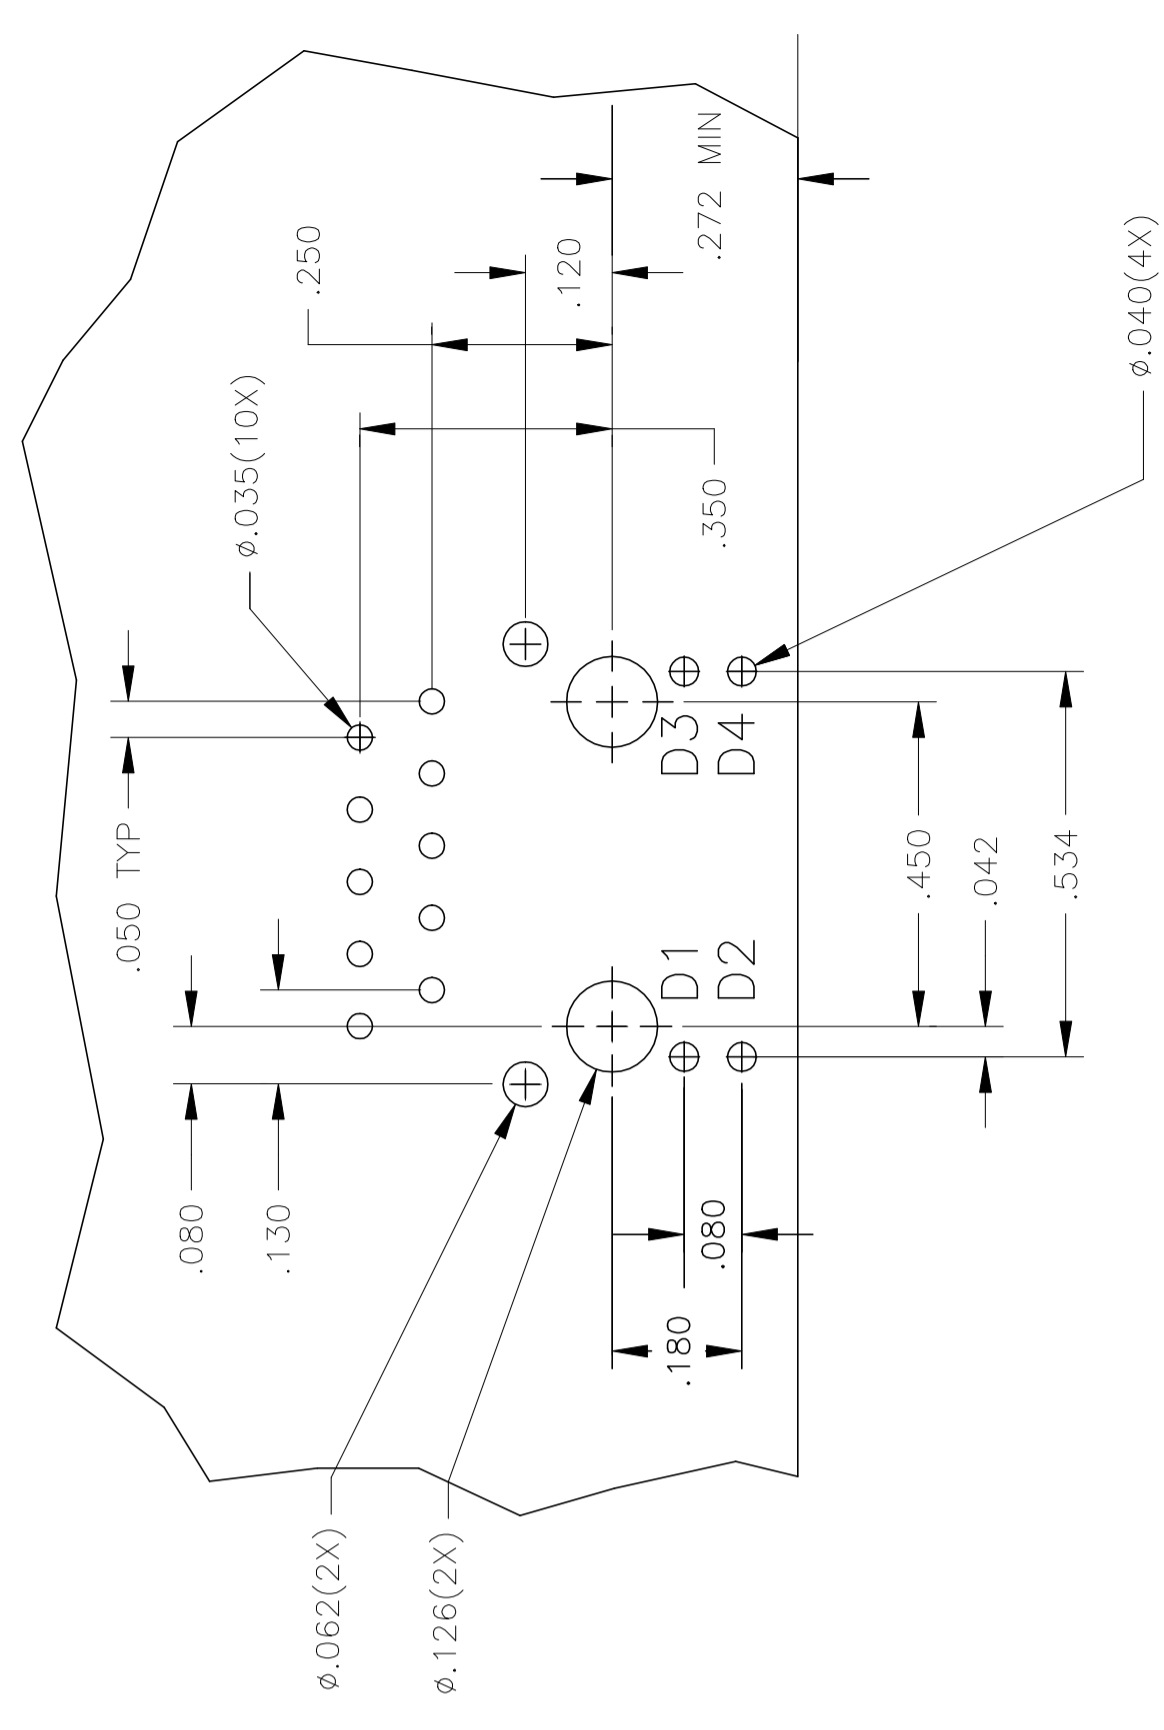 .050 TYP
.080
.130
⌀.035(10X)
.250
.120
.272 MIN
.350
⌀.040(4X)
D3
D4
D1
D2
.450
.042
.534
.080
.180
⌀.062(2X)
⌀.126(2X)